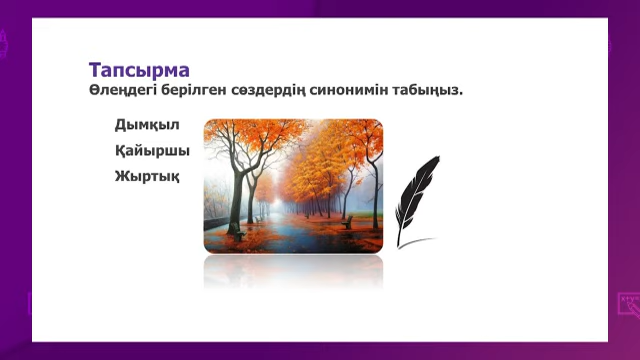 Тапсырма
Өлеңдегі берілген сөздердің синонимін табыңыз.
Дымқыл
Қайыршы
Жыртық